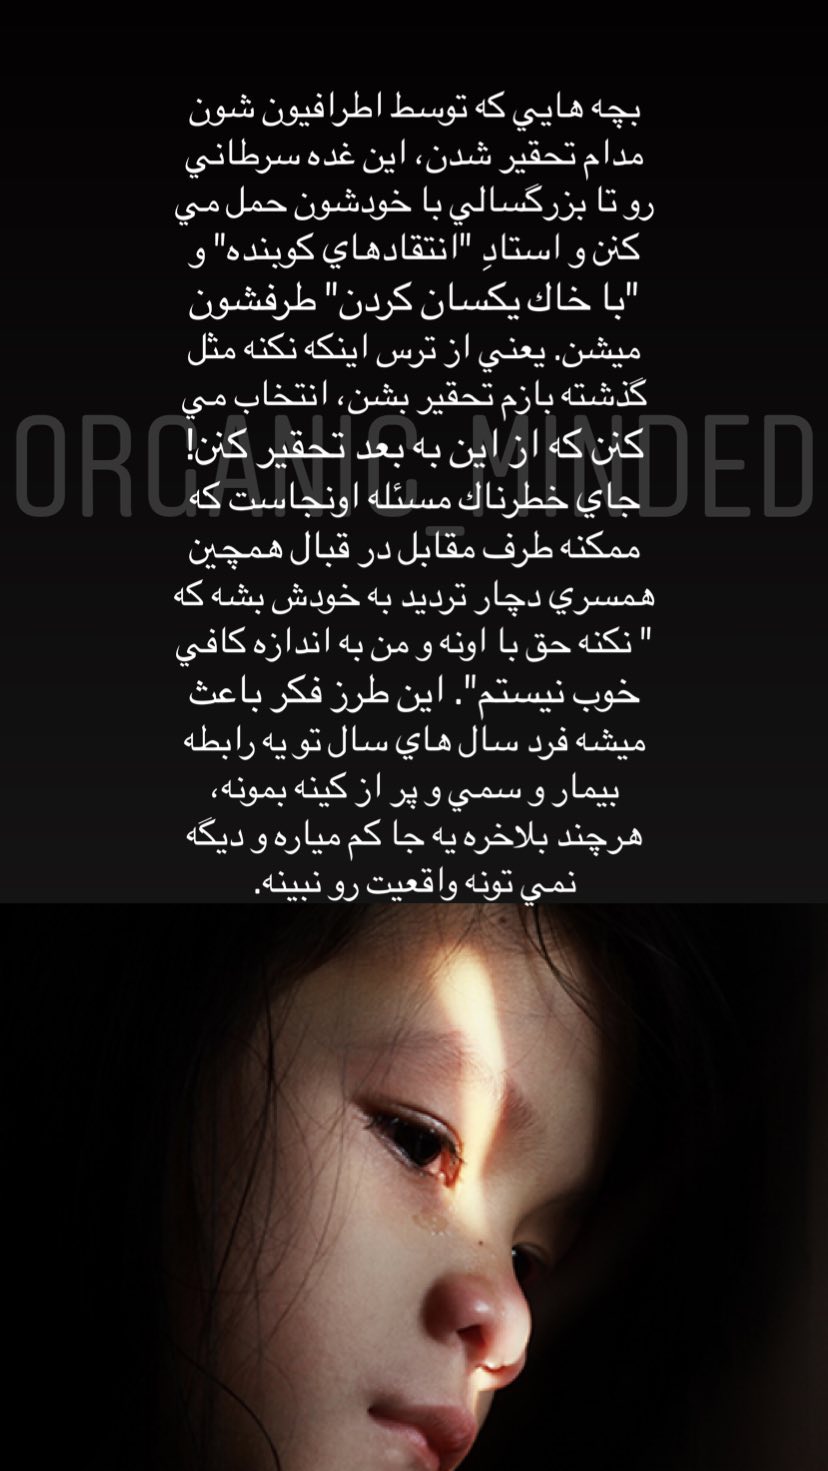 بچه هايي كه توسط اطرافيون شون
مدام تحقير شدن، اين غده سرطاني
رو تا بزرگسالي با خودشون حمل مي
كنن و استادِ "انتقادهاي كوبنده" و
"با خاك يكسان كردن" طرفشون
ميشن. يعني از ترس اينكه نكنه مثل
گذشته بازم تحقير بشن، انتخاب مي
كنن كه از اين به بعد تحقير كنن!
ORGANIC_MINDED
جاي خطرناك مسئله اونجاست كه
ممكنه طرف مقابل در قبال همچين
همسري دچار ترديد به خودش بشه كه
" نكنه حق با اونه و من به اندازه كافي
خوب نيستم". اين طرز فكر باعث
ميشه فرد سال هاي سال تو يه رابطه
بيمار و سمي و پر از كينه بمونه،
هرچند بلاخره يه جا كم مياره و ديگه
نمي تونه واقعيت رو نبينه.